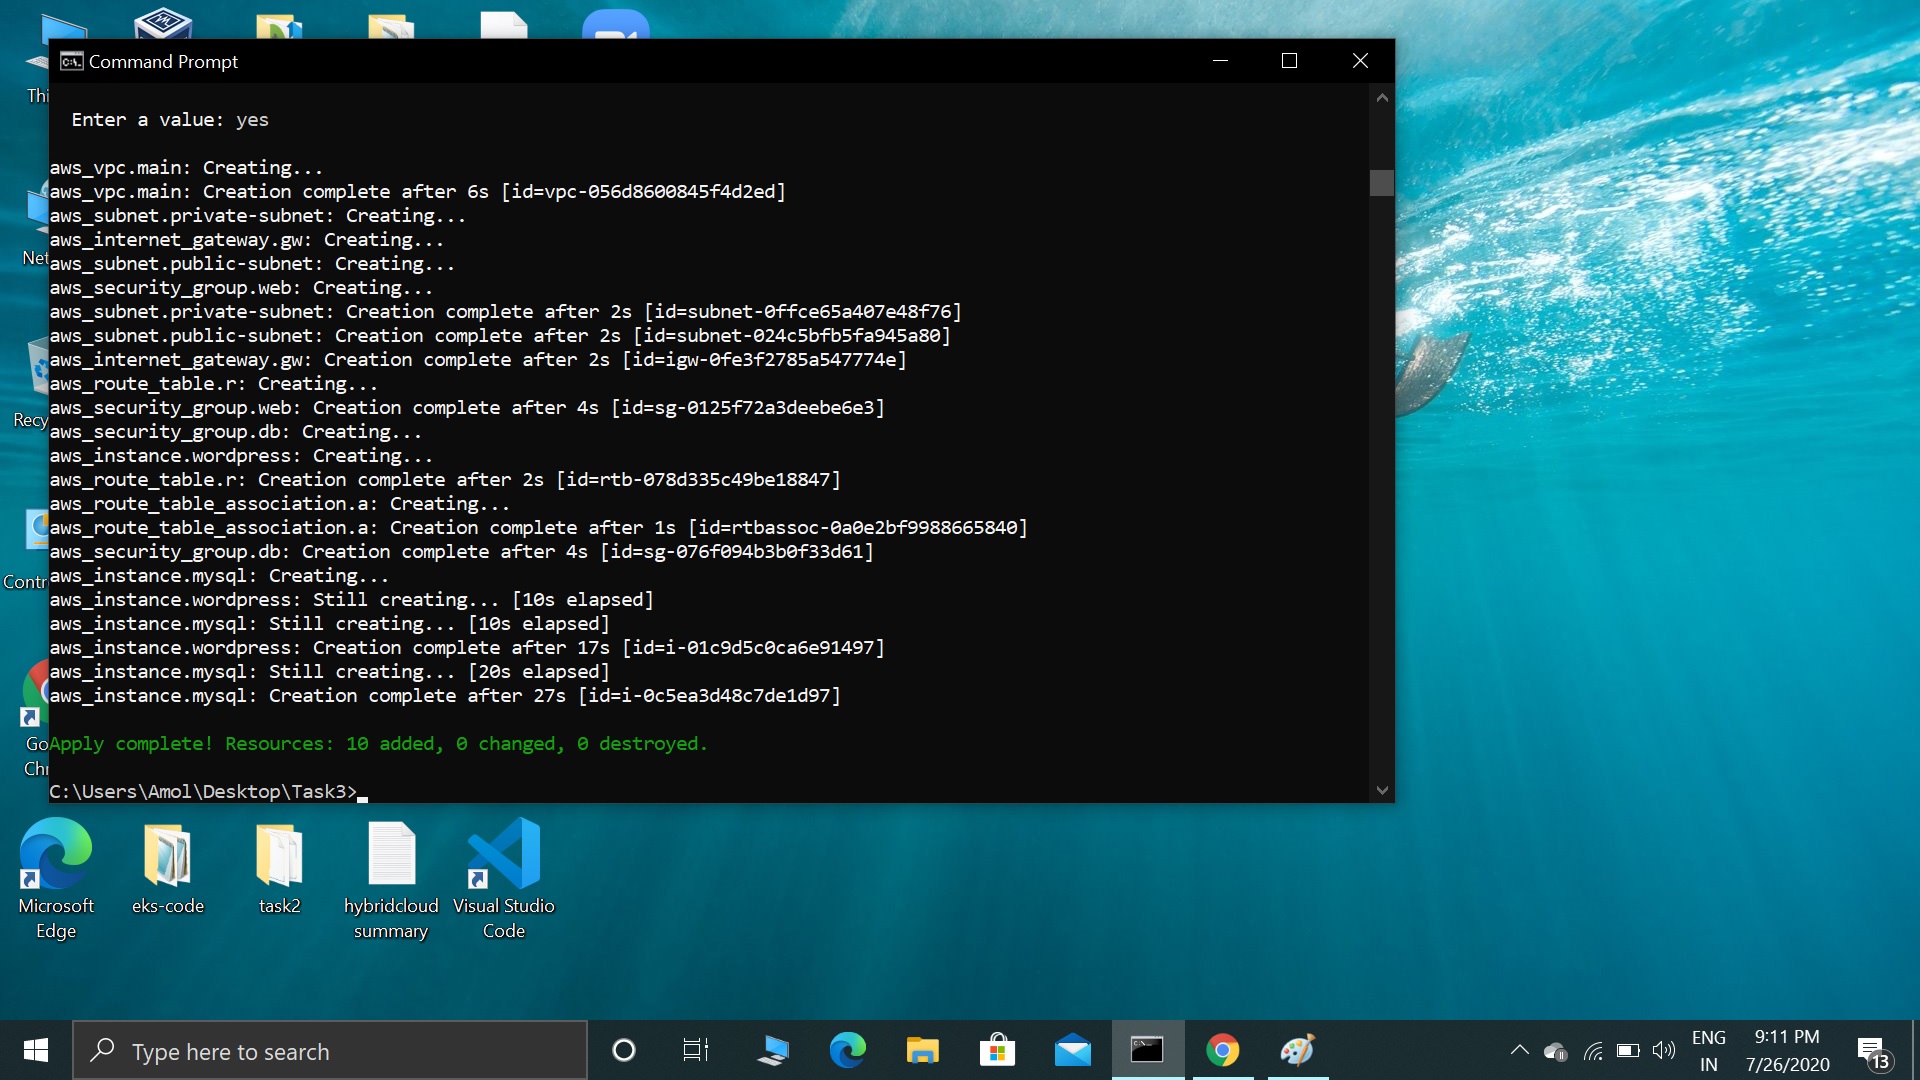 Command Prompt
Enter a value: yes
aws_vpc.main: Creating...
aws_vpc.main: Creation complete after 6s [id=vpc-056d8600845f4d2ed]
aws_subnet.private-subnet: Creating...
aws_internet_gateway.gw: Creating...
aws_subnet.public-subnet: Creating...
aws_security_group.web: Creating...
aws_subnet.private-subnet: Creation complete after 2s [id=subnet-0ffce65a407e48f76]
aws_subnet.public-subnet: Creation complete after 2s [id=subnet-024c5bfb5fa945a80]
aws_internet_gateway.gw: Creation complete after 2s [id=igw-0fe3f2785a547774e]
aws_route_table.r: Creating...
aws_security_group.web: Creation complete after 4s [id=sg-0125f72a3deebe6e3]
aws_security_group.db: Creating...
aws_instance.wordpress: Creating...
aws_route_table.r: Creation complete after 2s [id=rtb-078d335c49be18847]
aws_route_table_association.a: Creating...
aws_route_table_association.a: Creation complete after 1s [id=rtbassoc-0a0e2bf9988665840]
aws_security_group.db: Creation complete after 4s [id=sg-076f094b3b0f33d61]
aws_instance.mysql: Creating...
aws_instance.wordpress: Still creating... [10s elapsed]
aws_instance.mysql: Still creating... [10s elapsed]
aws_instance.wordpress: Creation complete after 17s [id=i-01c9d5c0ca6e91497]
aws_instance.mysql: Still creating... [20s elapsed]
aws_instance.mysql: Creation complete after 27s [id=i-0c5ea3d48c7de1d97]
Apply complete! Resources: 10 added, 0 changed, 0 destroyed.
C:\Users\Amol\Desktop\Task3>
Thi
Net
Recy
Contr
Go
Chr
Microsoft
Edge
eks-code
task2
hybridcloud
summary
Visual Studio
Code
Type here to search
ENG
IN
9:11 PM
7/26/2020
13